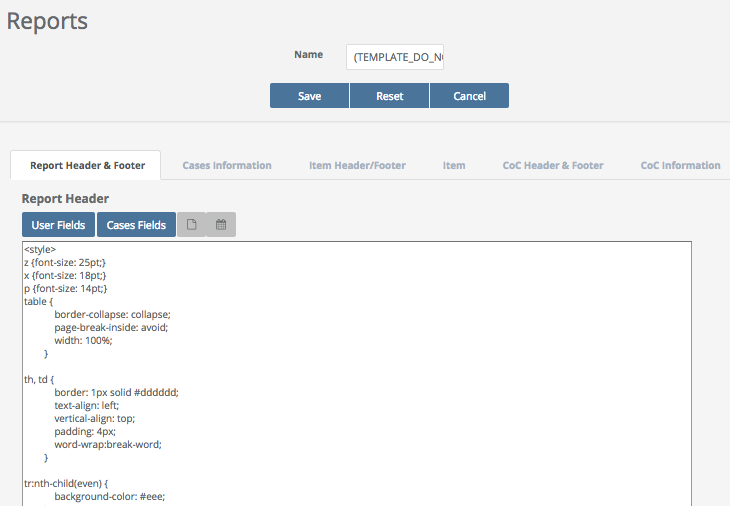 Reports
Name
(TEMPLATE_DO_N
Save Reset Cancel
Report Header & Footer Cases Information Item Header/Footer Item CoC Header & Footer CoC Information
Report Header
User Fields Cases Fields
<style>
z {font-size: 25pt;}
x {font-size: 18pt;}
p {font-size: 14pt;}
table {
border-collapse: collapse;
page-break-inside: avoid;
width: 100%;
}
th, td {
border: 1px solid #dddddd;
text-align: left;
vertical-align: top;
padding: 4px;
word-wrap:break-word;
}
tr:nth-child(even) {
background-color: #eee;